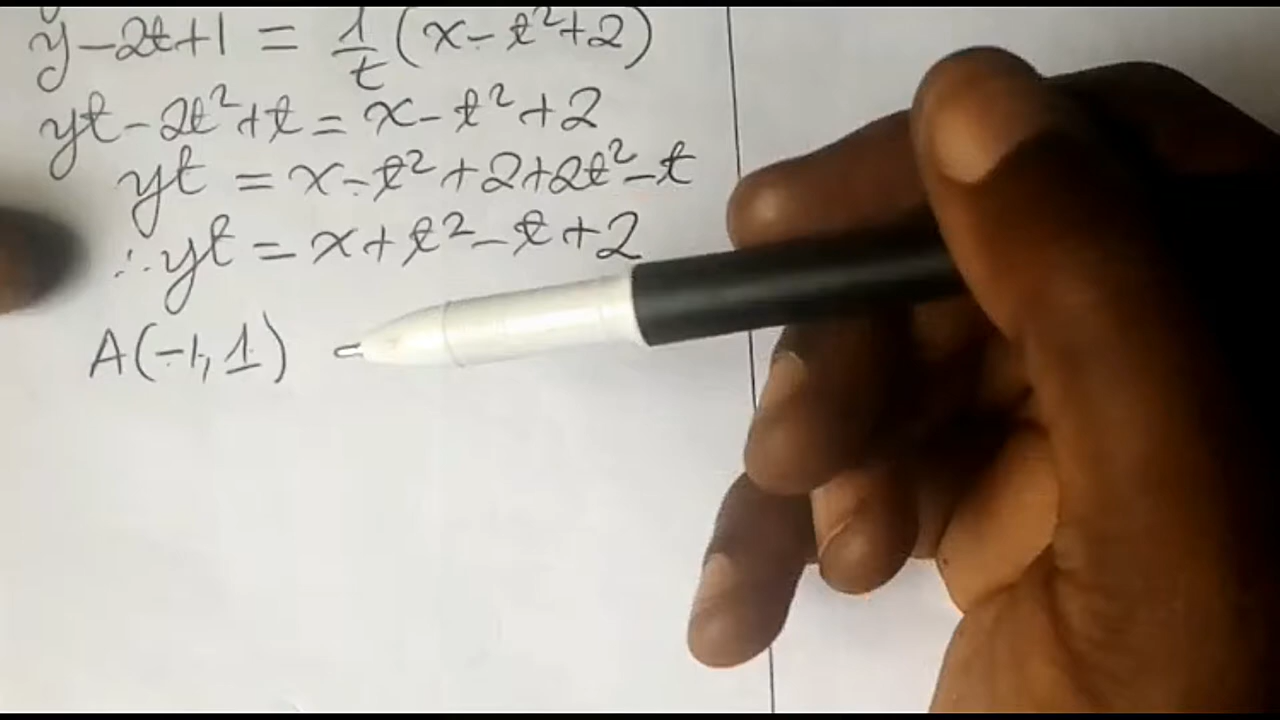 y-2t+1 = 1/t (x-t²+2)
yt-2t²+t = x-t²+2
yt = x-t²+2+2t²-t
∴ yt = x+t²-t+2
A(-1, 1)